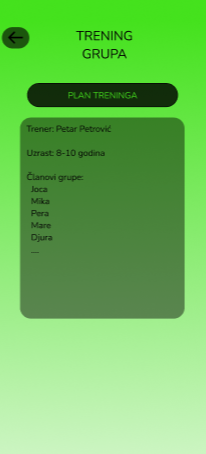 TRENING
GRUPA
PLAN TRENINGA
Trener: Petar Petrović
Uzrast: 8-10 godina
Članovi grupe:
Joca
Mika
Pera
Mare
Djura
...